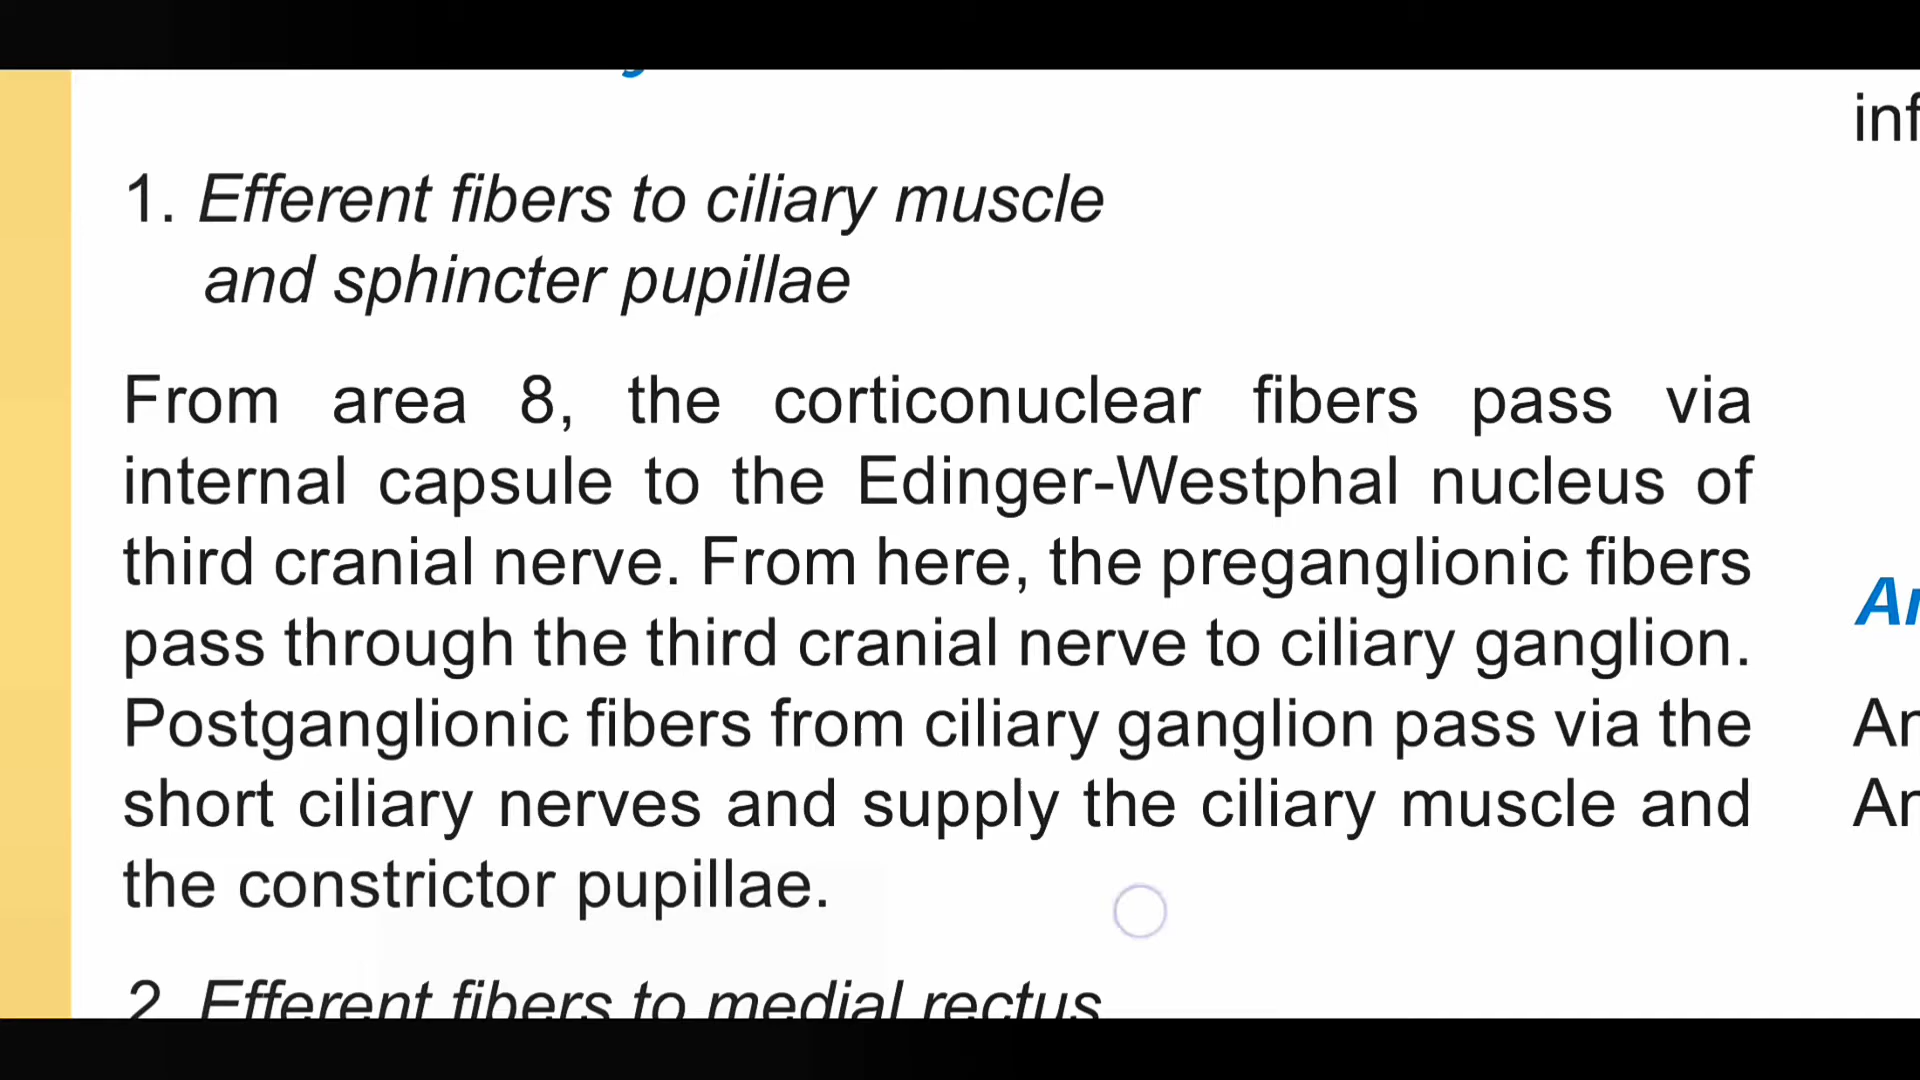 1. Efferent fibers to ciliary muscle
and sphincter pupillae
From area 8, the corticonuclear fibers pass via
internal capsule to the Edinger-Westphal nucleus of
third cranial nerve. From here, the preganglionic fibers
pass through the third cranial nerve to ciliary ganglion.
Postganglionic fibers from ciliary ganglion pass via the
short ciliary nerves and supply the ciliary muscle and
the constrictor pupillae.
2. Efferent fibers to medial rectus